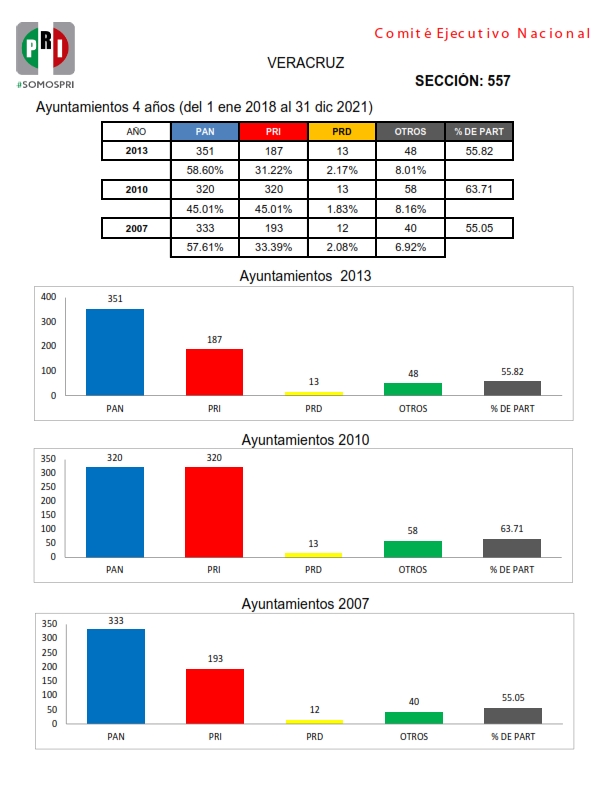 Comité Ejecutivo Nacional
PRI
#SOMOSPRI
VERACRUZ
SECCIÓN: 557
Ayuntamientos 4 años (del 1 ene 2018 al 31 dic 2021)
AÑO PAN PRI PRD OTROS % DE PART
2013 351 187 13 48 55.82
58.60% 31.22% 2.17% 8.01%
2010 320 320 13 58 63.71
45.01% 45.01% 1.83% 8.16%
2007 333 193 12 40 55.05
57.61% 33.39% 2.08% 6.92%
Ayuntamientos 2013
400
351
300
187
200
100
48
55.82
13
0
PAN PRI PRD OTROS % DE PART
Ayuntamientos 2010
350
320 320
300
250
200
150
100
58
63.71
50
13
0
PAN PRI PRD OTROS % DE PART
Ayuntamientos 2007
350
333
300
250
193
200
150
100
55.05
50
12
40
0
PAN PRI PRD OTROS % DE PART